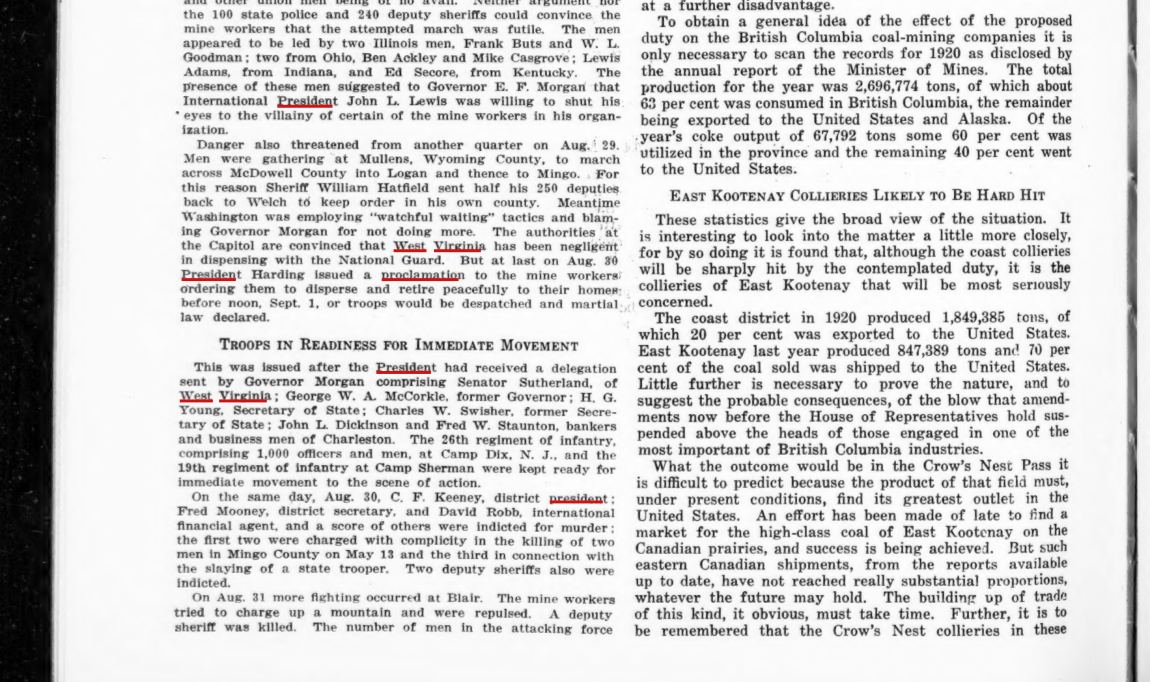 and other union men being of no avail. Neither argument nor
the 100 state police and 240 deputy sheriffs could convince the
mine workers that the attempted march was futile. The men
appeared to be led by two Illinois men, Frank Buts and W. L.
Goodman; two from Ohio, Ben Ackley and Mike Casgrove; Lewis
Adams, from Indiana, and Ed Secore, from Kentucky. The
presence of these men suggested to Governor E. F. Morgan that
International President John L. Lewis was willing to shut his
eyes to the villainy of certain of the mine workers in his organ-
ization.
Danger also threatened from another quarter on Aug. 29.
Men were gathering at Mullens, Wyoming County, to march
across McDowell County into Logan and thence to Mingo. For
this reason Sheriff William Hatfield sent half his 250 deputies
back to Welch to keep order in his own county. Meantime
Washington was employing "watchful waiting" tactics and blam-
ing Governor Morgan for not doing more. The authorities at
the Capitol are convinced that West Virginia has been negligent
in dispensing with the National Guard. But at last on Aug. 30
President Harding issued a proclamation to the mine workers
ordering them to disperse and retire peacefully to their homes
before noon, Sept. 1, or troops would be despatched and martial
law declared.
TROOPS IN READINESS FOR IMMEDIATE MOVEMENT
This was issued after the President had received a delegation
sent by Governor Morgan comprising Senator Sutherland, of
West Virginia; George W. A. McCorkle, former Governor; H. G.
Young, Secretary of State; Charles W. Swisher, former Secre-
tary of State; John L. Dickinson and Fred W. Staunton, bankers
and business men of Charleston. The 26th regiment of infantry,
comprising 1,000 officers and men, at Camp Dix, N. J., and the
19th regiment of infantry at Camp Sherman were kept ready for
immediate movement to the scene of action.
On the same day, Aug. 30, C. F. Keeney, district president;
Fred Mooney, district secretary, and David Robb, international
financial agent, and a score of others were indicted for murder;
the first two were charged with complicity in the killing of two
men in Mingo County on May 13 and the third in connection with
the slaying of a state trooper. Two deputy sheriffs also were
indicted.
On Aug. 31 more fighting occurred at Blair. The mine workers
tried to charge up a mountain and were repulsed. A deputy
sheriff was killed. The number of men in the attacking force
at a further disadvantage.
To obtain a general idea of the effect of the proposed
duty on the British Columbia coal-mining companies it is
only necessary to scan the records for 1920 as disclosed by
the annual report of the Minister of Mines. The total
production for the year was 2,696,774 tons, of which about
63 per cent was consumed in British Columbia, the remainder
being exported to the United States and Alaska. Of the
year's coke output of 67,792 tons some 60 per cent was
utilized in the province and the remaining 40 per cent went
to the United States.
EAST KOOTENAY COLLIERIES LIKELY TO BE HARD HIT
These statistics give the broad view of the situation. It
is interesting to look into the matter a little more closely,
for by so doing it is found that, although the coast collieries
will be sharply hit by the contemplated duty, it is the
collieries of East Kootenay that will be most seriously
concerned.
The coast district in 1920 produced 1,849,385 tons, of
which 20 per cent was exported to the United States.
East Kootenay last year produced 847,389 tons and 70 per
cent of the coal sold was shipped to the United States.
Little further is necessary to prove the nature, and to
suggest the probable consequences, of the blow that amend-
ments now before the House of Representatives hold sus-
pended above the heads of those engaged in one of the
most important of British Columbia industries.
What the outcome would be in the Crow's Nest Pass it
is difficult to predict because the product of that field must,
under present conditions, find its greatest outlet in the
United States. An effort has been made of late to find a
market for the high-class coal of East Kootenay on the
Canadian prairies, and success is being achieved. But such
eastern Canadian shipments, from the reports available
up to date, have not reached really substantial proportions,
whatever the future may hold. The building up of trade
of this kind, it obvious, must take time. Further, it is to
be remembered that the Crow's Nest collieries in these